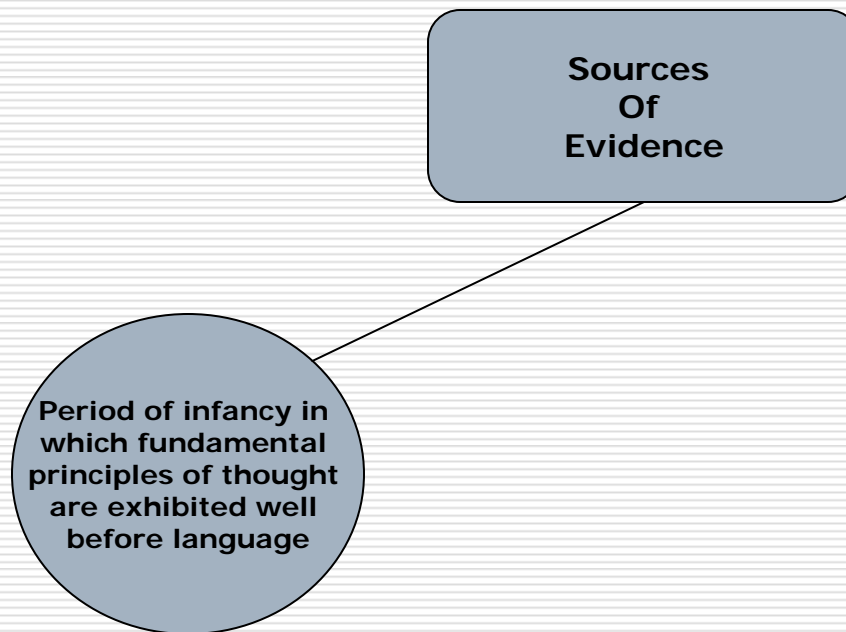 Sources
Of
Evidence
Period of infancy in
which fundamental
principles of thought
are exhibited well
before language